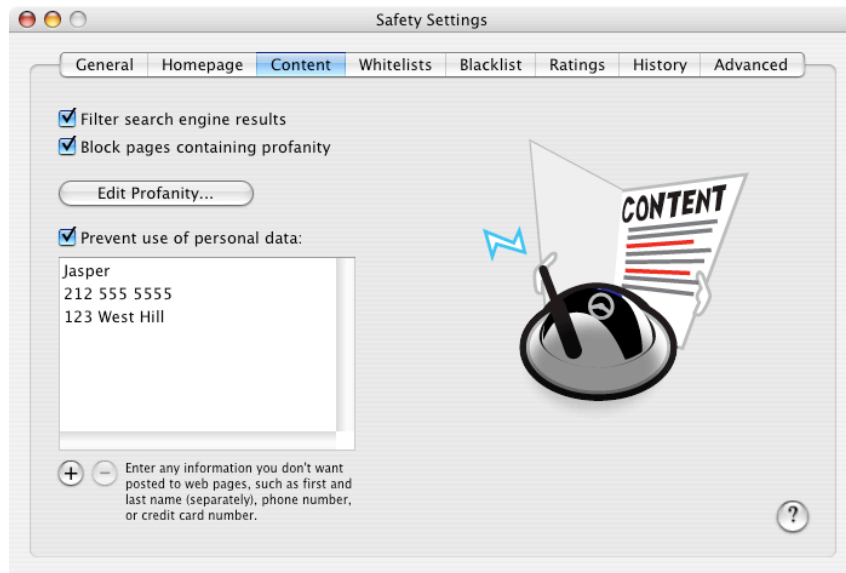 Safety Settings
General Homepage Content Whitelists Blacklist Ratings History Advanced
Filter search engine results
Block pages containing profanity
Edit Profanity...
Prevent use of personal data:
Jasper
212 555 5555
123 West Hill
Enter any information you don't want
posted to web pages, such as first and
last name (separately), phone number,
or credit card number.
CONTENT
?